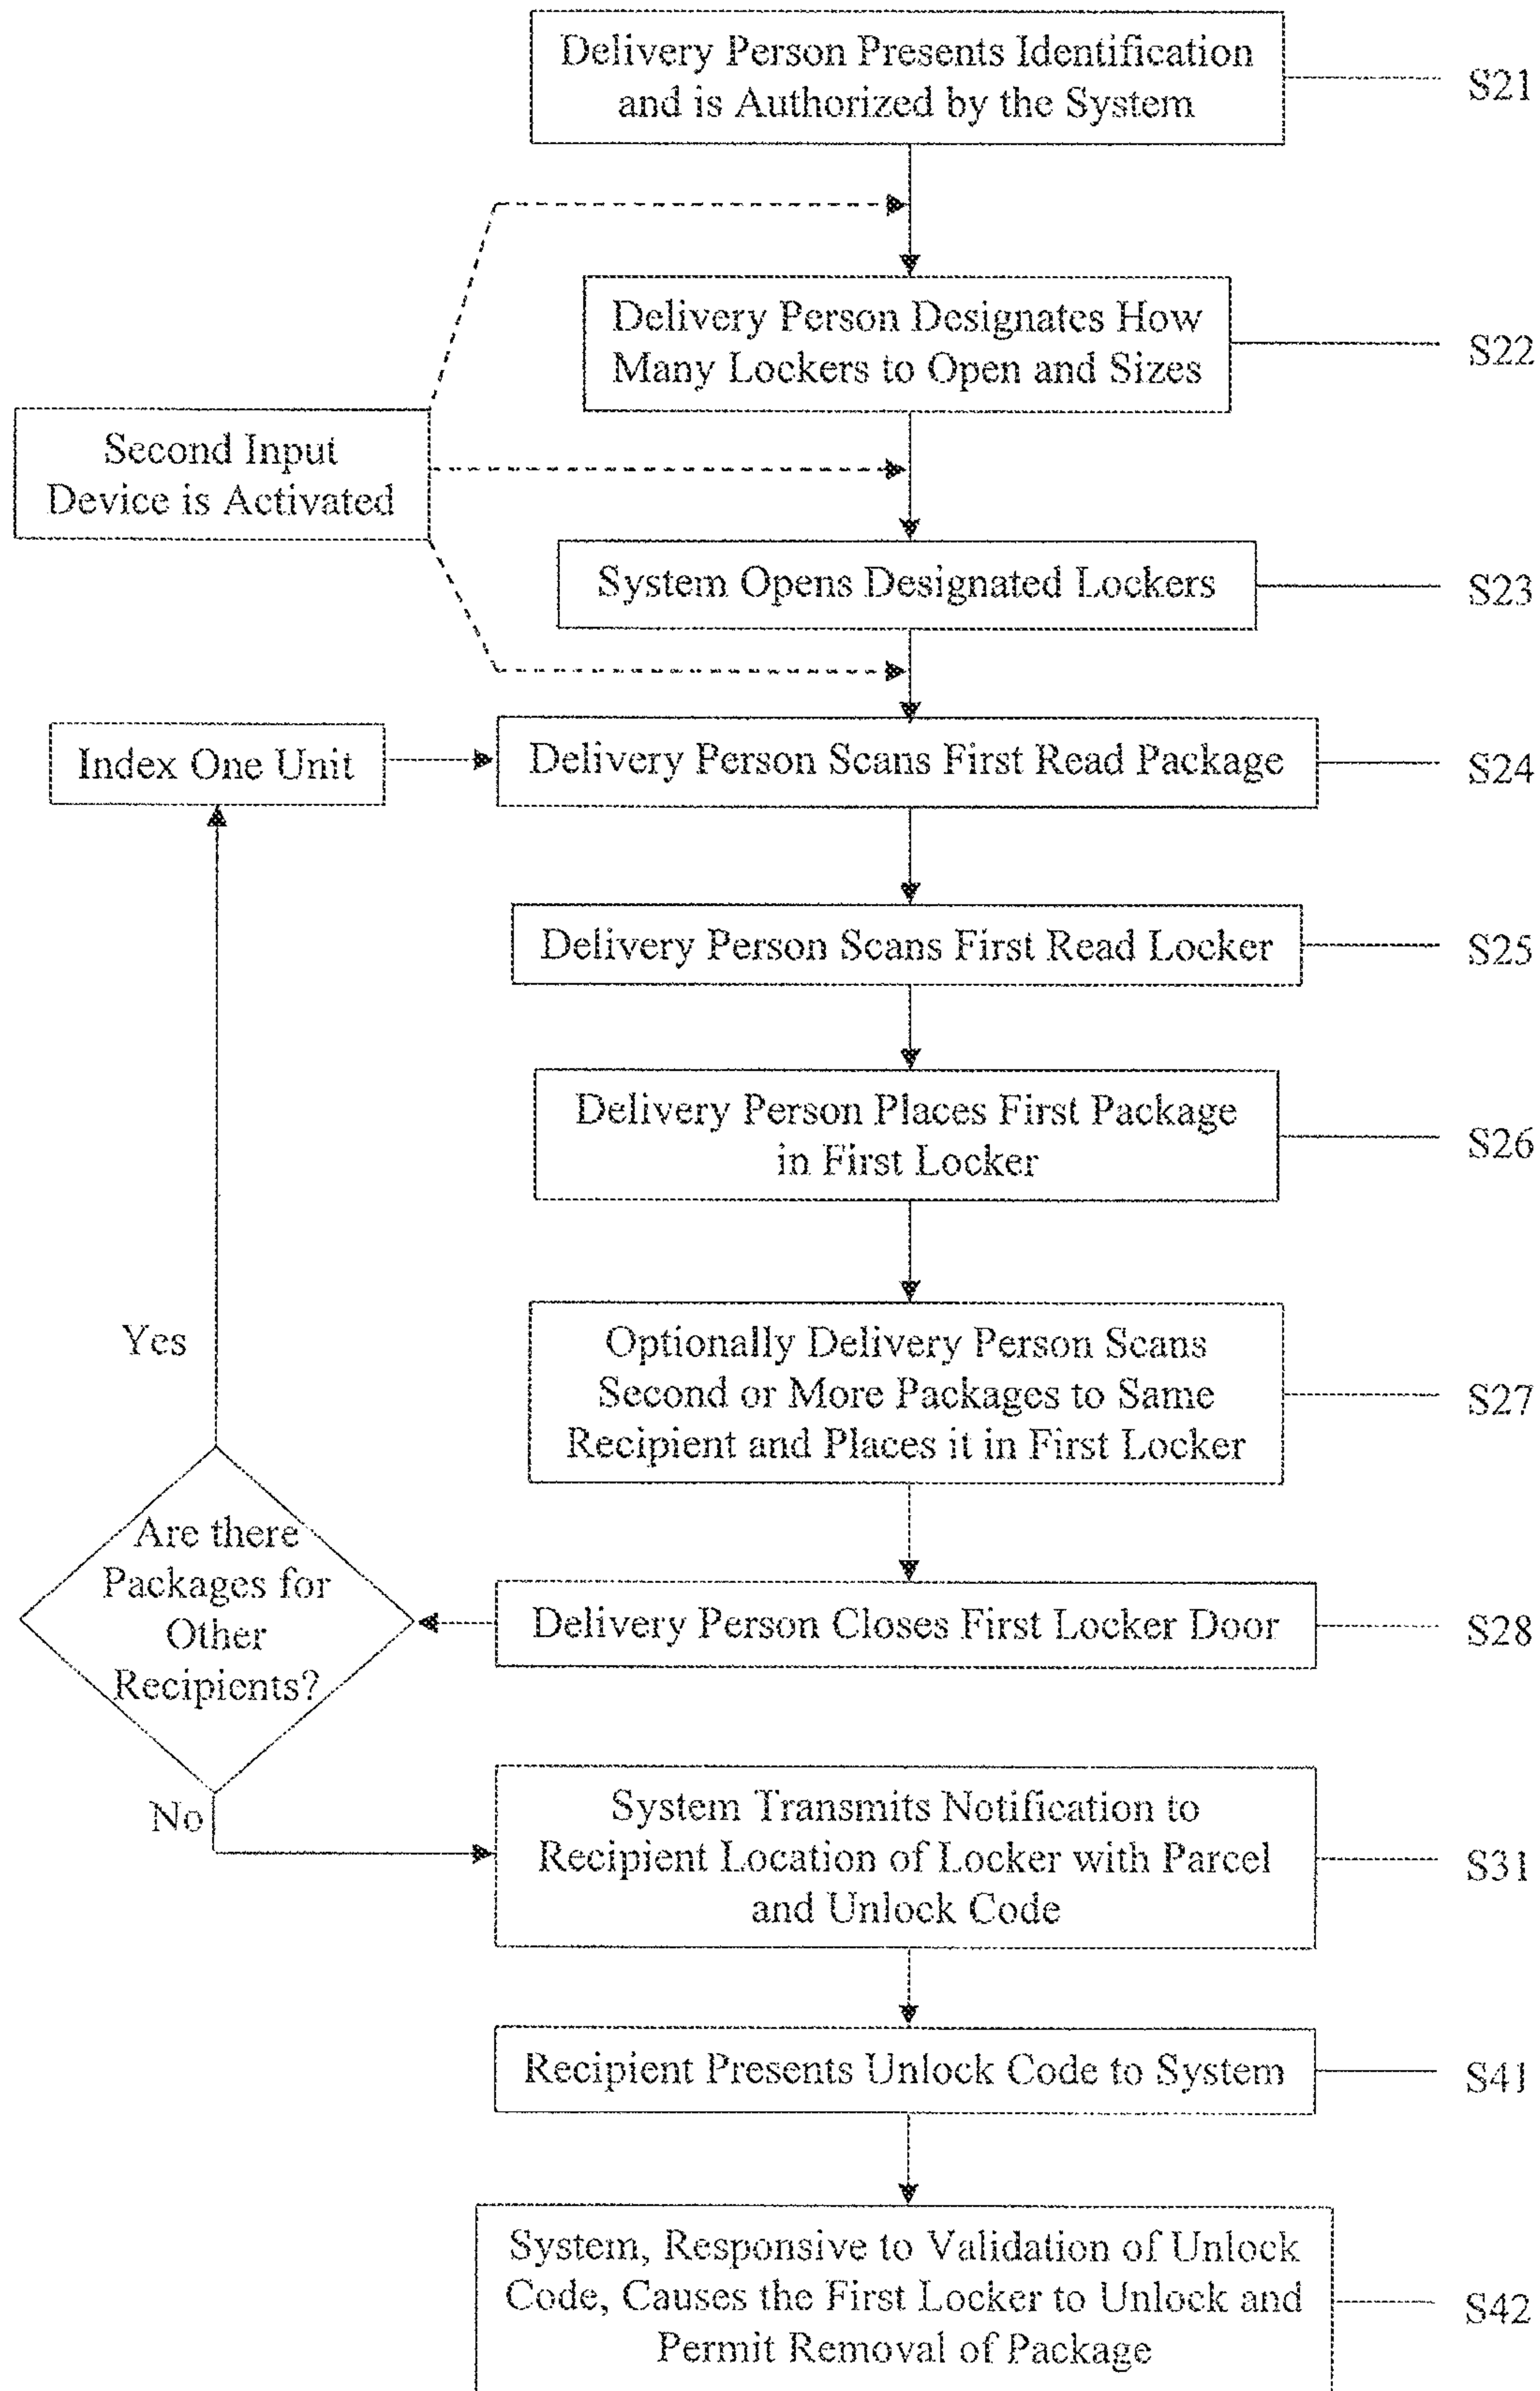 Delivery Person Presents Identification
and is Authorized by the System
S21
Delivery Person Designates How
Many Lockers to Open and Sizes
S22
Second Input
Device is Activated
System Opens Designated Lockers
S23
Index One Unit
Delivery Person Scans First Read Package
S24
Delivery Person Scans First Read Locker
S25
Delivery Person Places First Package
in First Locker
S26
Optionally Delivery Person Scans
Second or More Packages to Same
Recipient and Places it in First Locker
S27
Yes
Are there
Packages for
Other
Recipients?
Delivery Person Closes First Locker Door
S28
No
System Transmits Notification to
Recipient Location of Locker with Parcel
and Unlock Code
S31
Recipient Presents Unlock Code to System
S41
System, Responsive to Validation of Unlock
Code, Causes the First Locker to Unlock and
Permit Removal of Package
S42